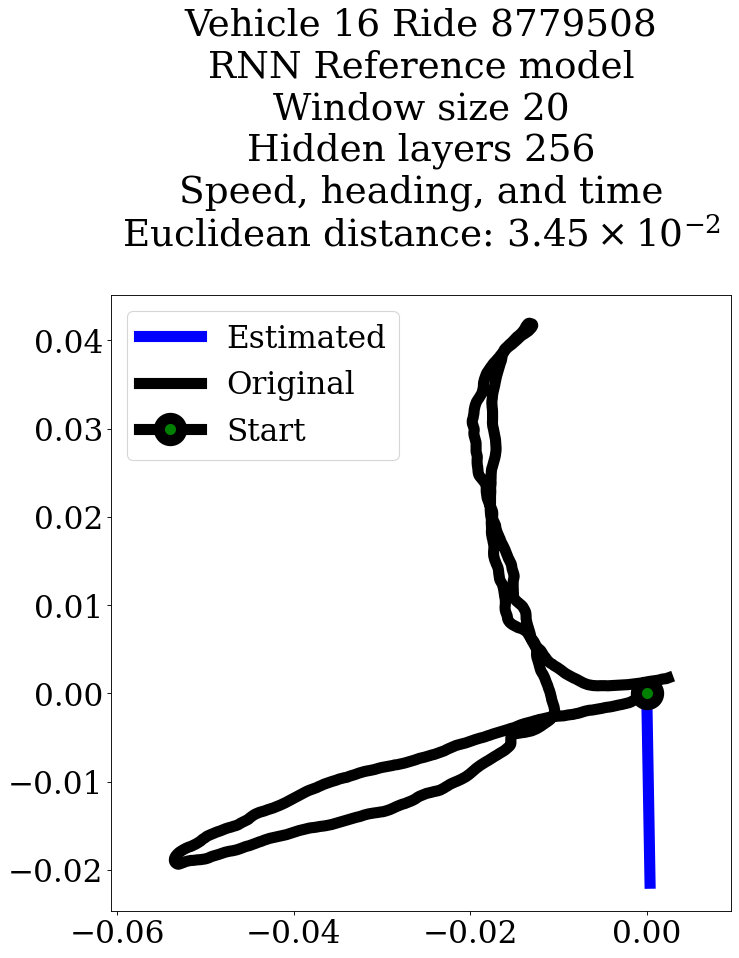 Vehicle 16 Ride 8779508
RNN Reference model
Window size 20
Hidden layers 256
Speed, heading, and time
Euclidean distance: 3.45 × 10⁻²
Estimated
Original
Start
0.04
0.03
0.02
0.01
0.00
−0.01
−0.02
−0.06 −0.04 −0.02 0.00